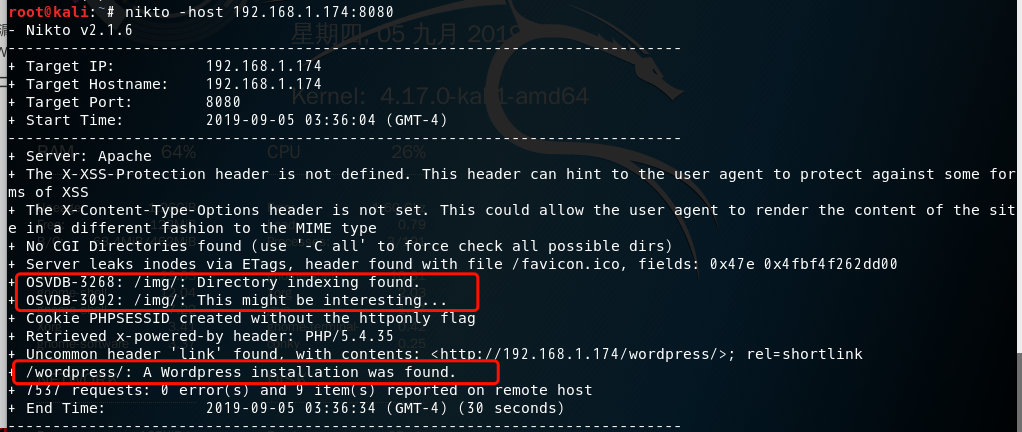 root@kali:~# nikto -host 192.168.1.174:8080
- Nikto v2.1.6
星期四, 05 九月 2019
---------------------------------------------------------------------------
+ Target IP:          192.168.1.174
+ Target Hostname:    192.168.1.174
+ Target Port:        8080
Kernel: 4.17.0-kali1-amd64
+ Start Time:         2019-09-05 03:36:04 (GMT-4)
---------------------------------------------------------------------------
+ Server: Apache
RAM 64% CPU 26%
+ The X-XSS-Protection header is not defined. This header can hint to the user agent to protect against some for
ms of XSS
+ The X-Content-Type-Options header is not set. This could allow the user agent to render the content of the sit
e in a different fashion to the MIME type
+ No CGI Directories found (use '-C all' to force check all possible dirs)
+ Server leaks inodes via ETags, header found with file /favicon.ico, fields: 0x47e 0x4fbf4f262dd00
+ OSVDB-3268: /img/: Directory indexing found.
+ OSVDB-3092: /img/: This might be interesting...
+ Cookie PHPSESSID created without the httponly flag
+ Retrieved x-powered-by header: PHP/5.4.35
+ Uncommon header 'link' found, with contents: <http://192.168.1.174/wordpress/>; rel=shortlink
+ /wordpress/: A Wordpress installation was found.
+ 7537 requests: 0 error(s) and 9 item(s) reported on remote host
+ End Time:           2019-09-05 03:36:34 (GMT-4) (30 seconds)
---------------------------------------------------------------------------